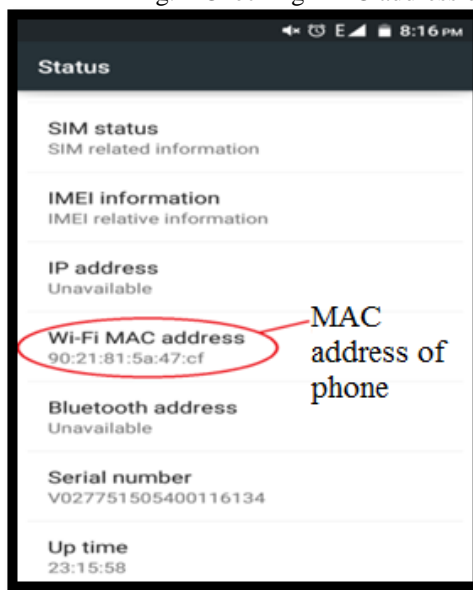 E 8:16 PM
Status
SIM status
SIM related information
IMEI information
IMEI relative information
IP address
Unavailable
Wi-Fi MAC address
90:21:81:5a:47:cf
MAC
address of
phone
Bluetooth address
Unavailable
Serial number
V027751505400116134
Up time
23:15:58